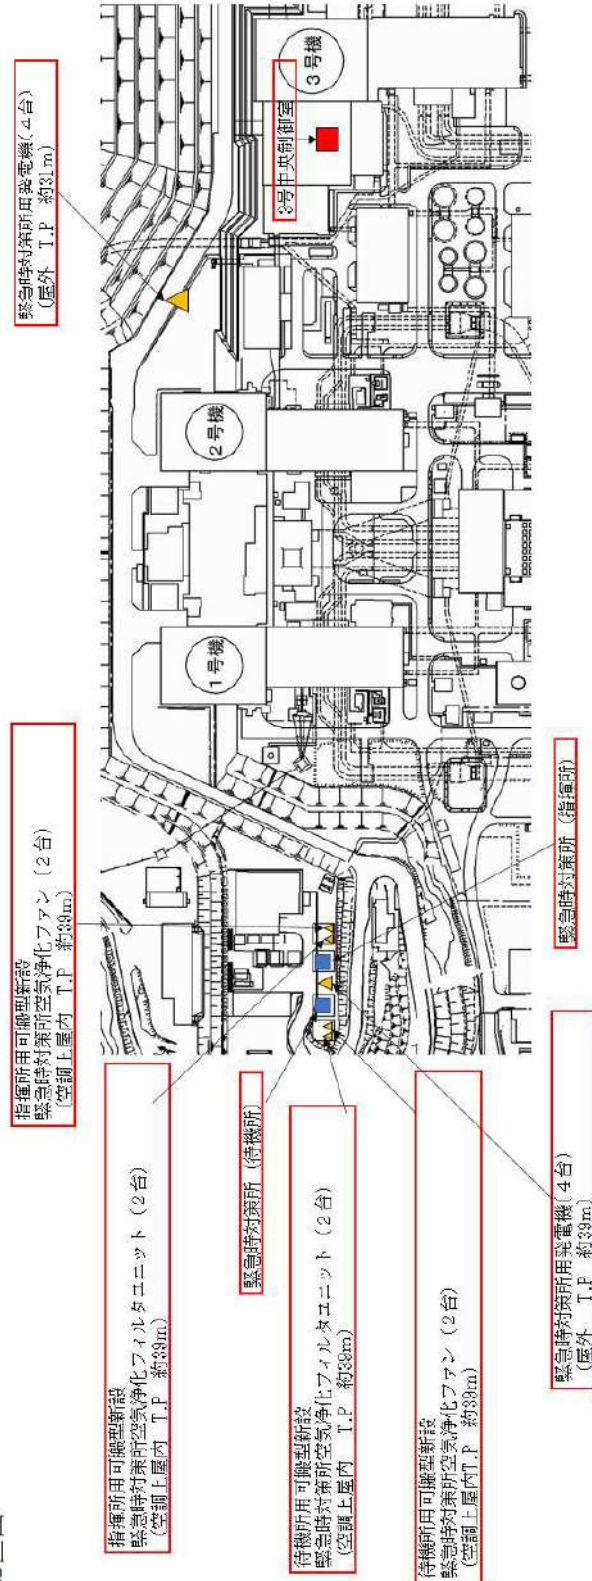 緊急時対策所用発電機(4台)
(屋外 T.P 約31m)
3号中央制御室
3号機
2号機
1号機
指揮所用可搬型新設
緊急時対策所空気浄化ファン(2台)
(空調上屋内 T.P 約39m)
緊急時対策所(指揮所)
指揮所用可搬型新設
緊急時対策所空気浄化フィルタユニット(2台)
(空調上屋内 T.P 約39m)
緊急時対策所(待機所)
待機所用可搬型新設
緊急時対策所空気浄化フィルタユニット(2台)
(空調上屋内 T.P 約39m)
待機所用可搬型新設
緊急時対策所空気浄化ファン(2台)
(空調上屋内T.P 約39m)
緊急時対策所用発電機(4台)
(屋外 T.P 約39m)